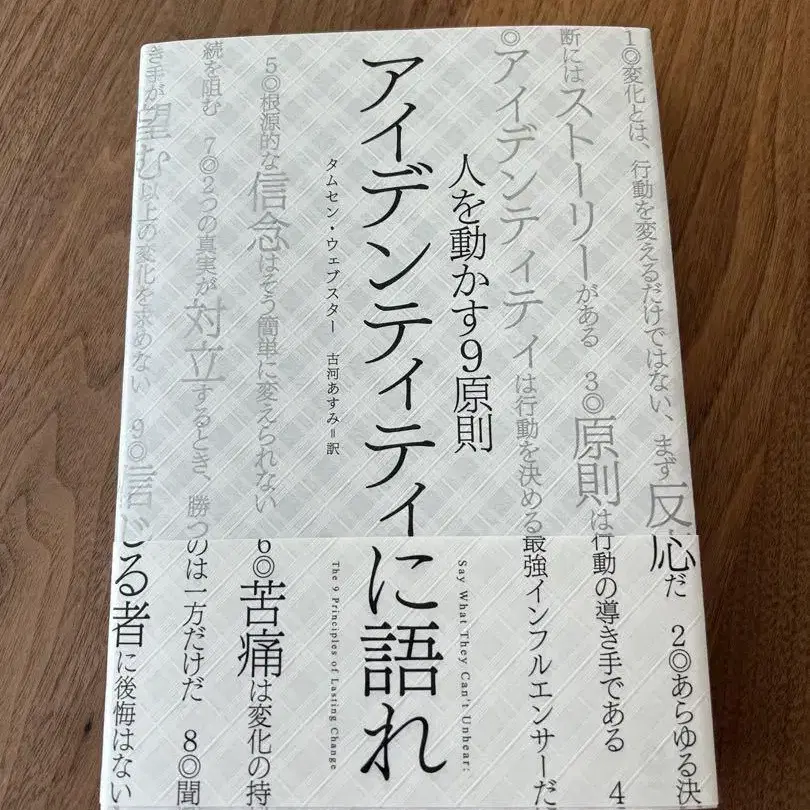 1◎変化とは、行動を変えるだけではない、まず反応だ 2◎あらゆる決
断にはストーリーがある 3◎原則は行動の導き手である 4
◎アイデンティティは行動を決める最強インフルエンサーだ
人を動かす9原則
Say What They Can't Unhear:
アイデンティティに語れ
タムセン・ウェブスター 古河あすみ=訳
The 9 Principles of Lasting Change
5◎根源的な信念はそう簡単に変えられない 6◎苦痛は変化の持
続を阻む 7◎2つの真実が対立するとき、勝つのは一方だけだ 8◎聞
き手が望む以上の変化を求めない 9◎信じる者に後悔はない